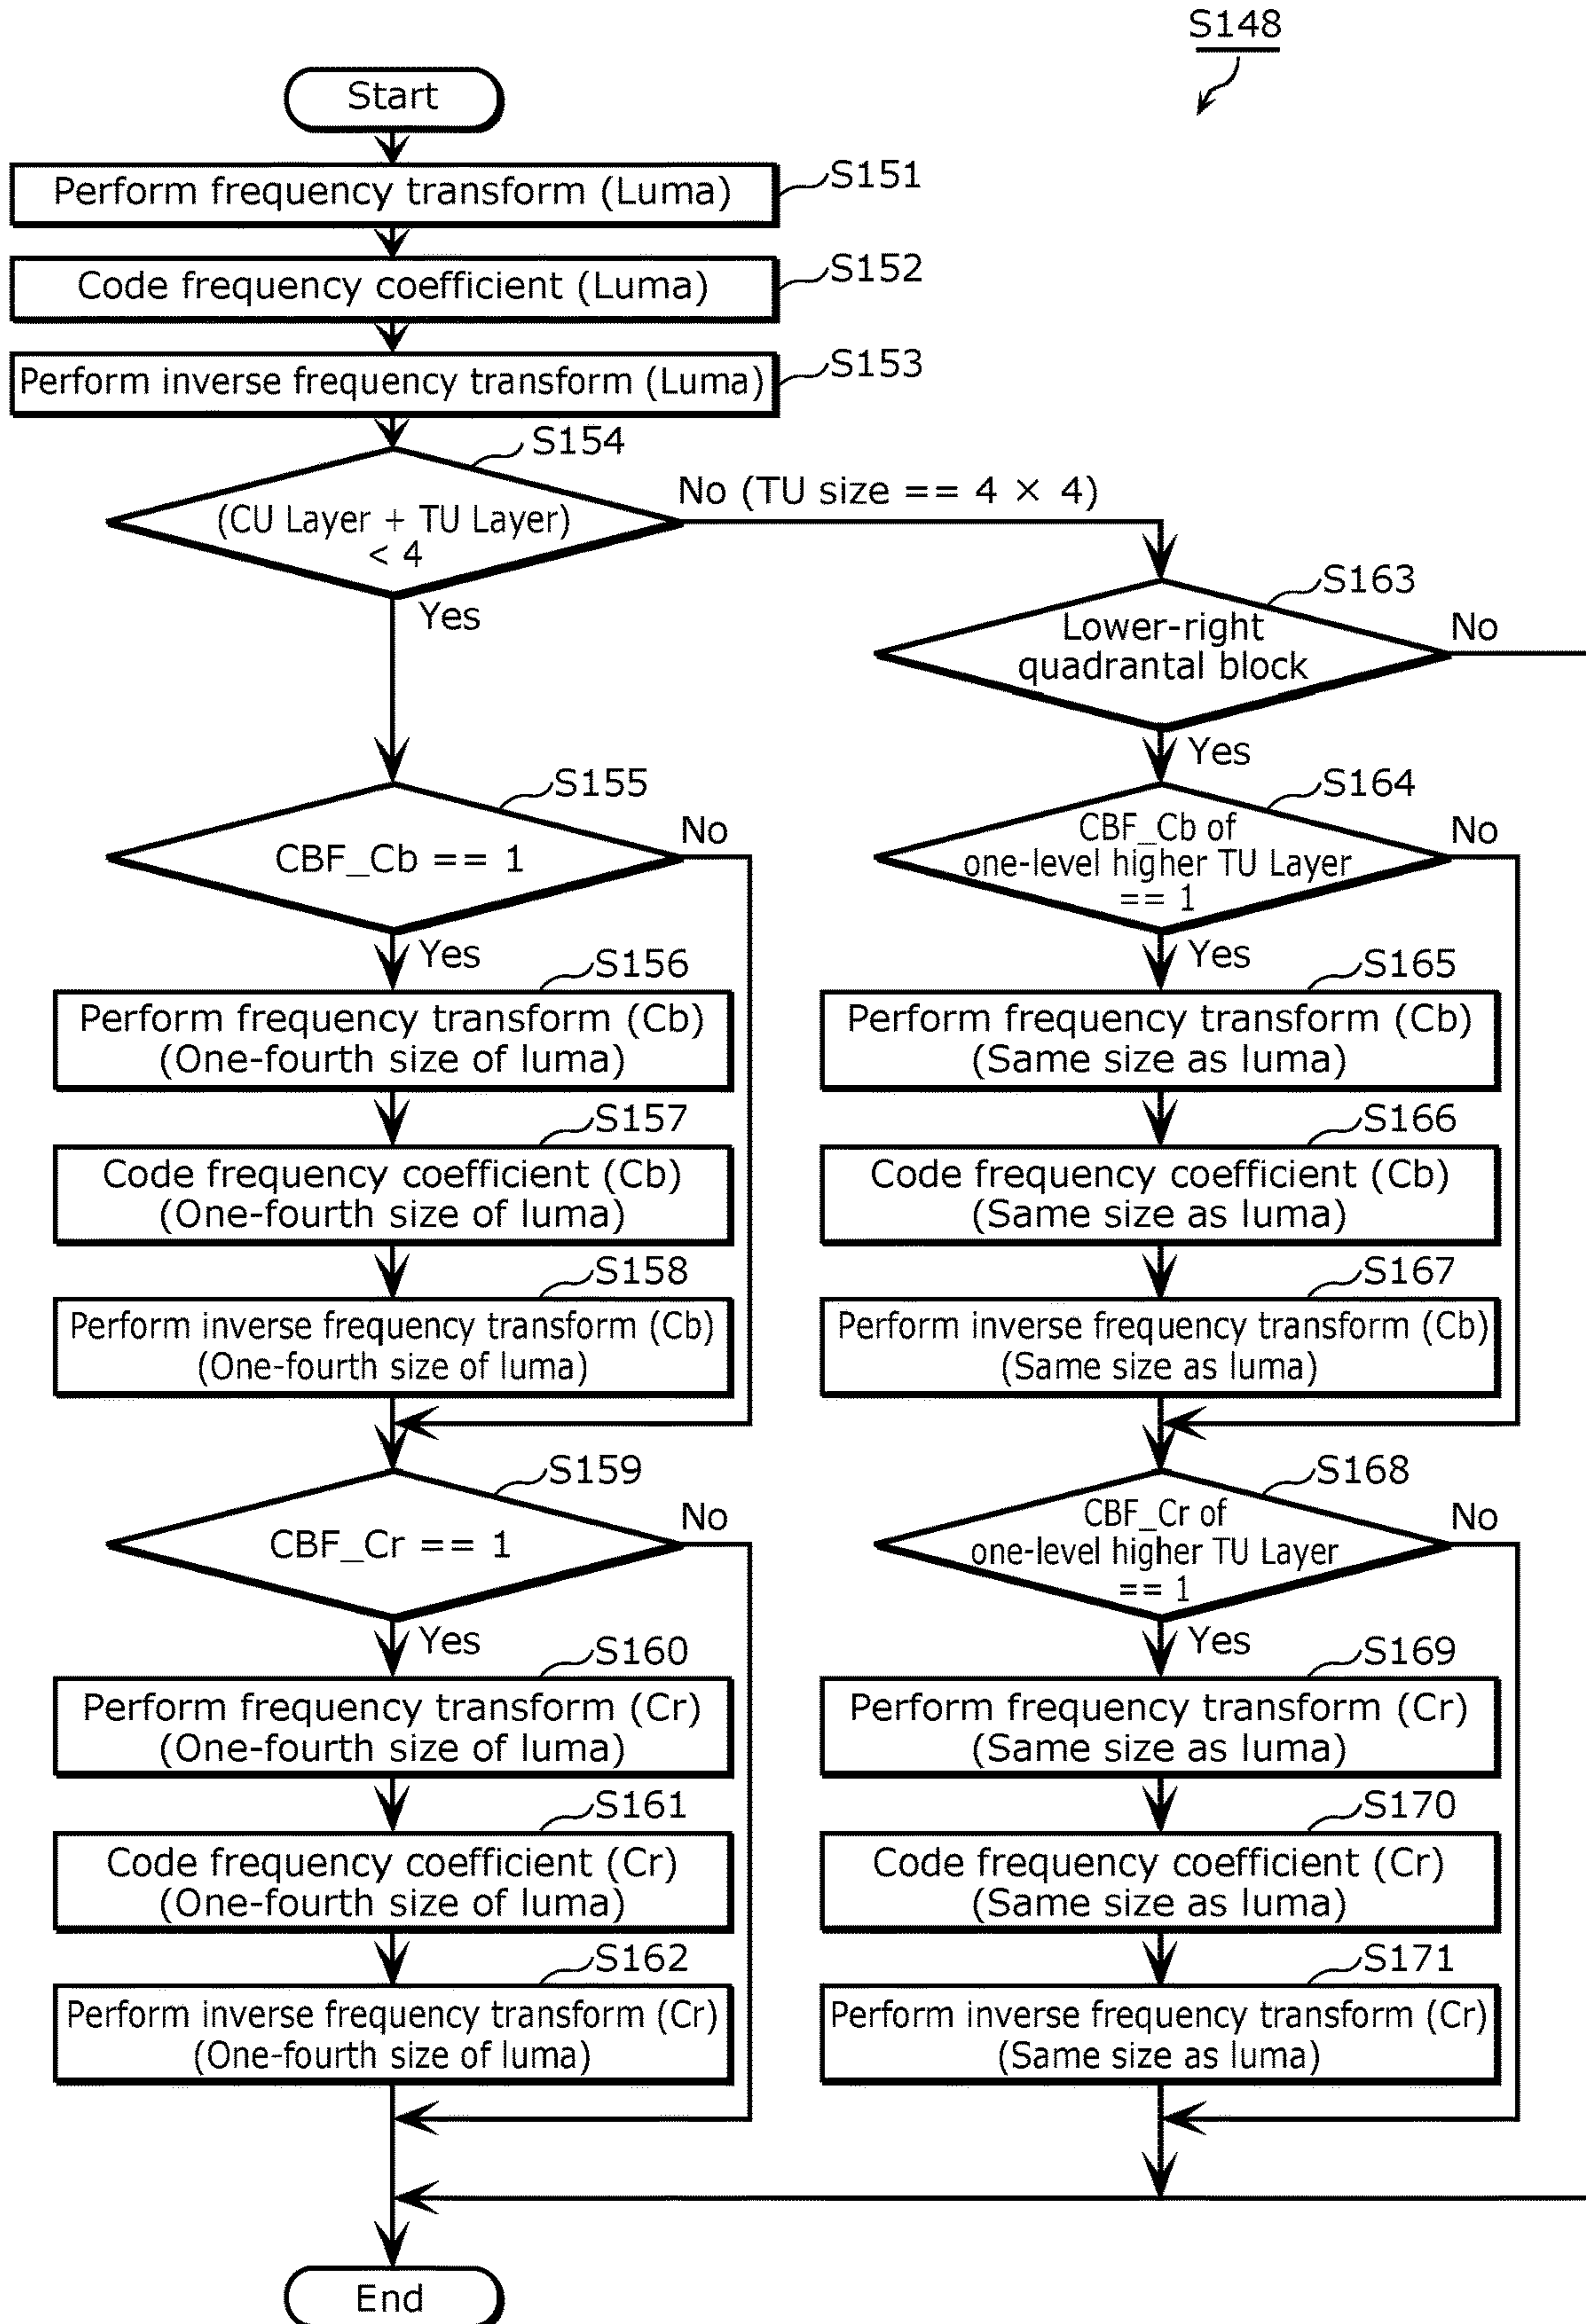 S148
Start
Perform frequency transform (Luma)
S151
Code frequency coefficient (Luma)
S152
Perform inverse frequency transform (Luma)
S153
S154
(CU Layer + TU Layer)
< 4
No (TU size == 4 × 4)
Yes
S155
CBF_Cb == 1
No
Yes
S156
Perform frequency transform (Cb)
(One-fourth size of luma)
S157
Code frequency coefficient (Cb)
(One-fourth size of luma)
S158
Perform inverse frequency transform (Cb)
(One-fourth size of luma)
S159
CBF_Cr == 1
No
Yes
S160
Perform frequency transform (Cr)
(One-fourth size of luma)
S161
Code frequency coefficient (Cr)
(One-fourth size of luma)
S162
Perform inverse frequency transform (Cr)
(One-fourth size of luma)
S163
Lower-right
quadrantal block
No
Yes
S164
CBF_Cb of
one-level higher TU Layer
== 1
No
Yes
S165
Perform frequency transform (Cb)
(Same size as luma)
S166
Code frequency coefficient (Cb)
(Same size as luma)
S167
Perform inverse frequency transform (Cb)
(Same size as luma)
S168
CBF_Cr of
one-level higher TU Layer
== 1
No
Yes
S169
Perform frequency transform (Cr)
(Same size as luma)
S170
Code frequency coefficient (Cr)
(Same size as luma)
S171
Perform inverse frequency transform (Cr)
(Same size as luma)
End